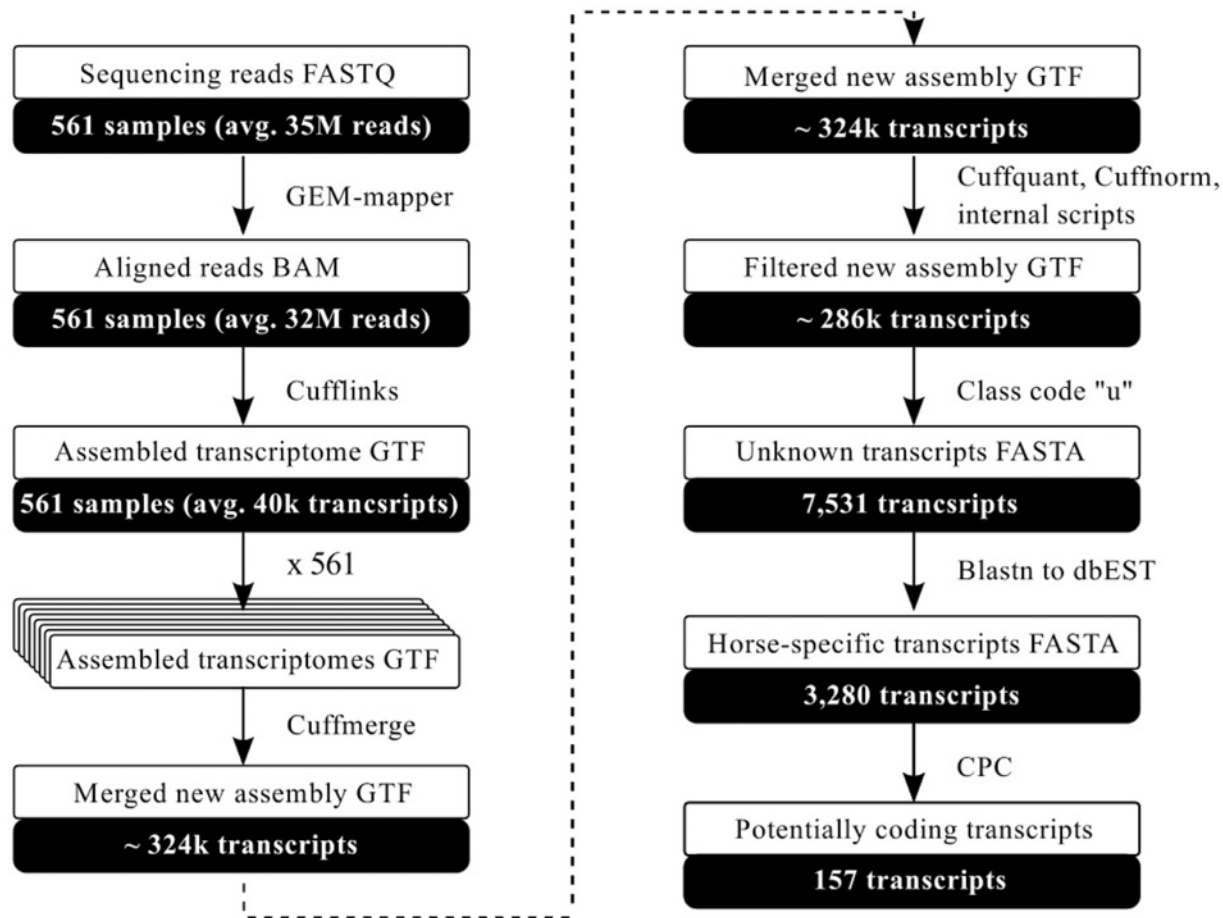 Sequencing reads FASTQ
561 samples (avg. 35M reads)
GEM-mapper
Aligned reads BAM
561 samples (avg. 32M reads)
Cufflinks
Assembled transcriptome GTF
561 samples (avg. 40k trancsripts)
x 561
Assembled transcriptomes GTF
Cuffmerge
Merged new assembly GTF
~ 324k transcripts
Merged new assembly GTF
~ 324k transcripts
Cuffquant, Cuffnorm,
internal scripts
Filtered new assembly GTF
~ 286k transcripts
Class code "u"
Unknown transcripts FASTA
7,531 trancsripts
Blastn to dbEST
Horse-specific transcripts FASTA
3,280 transcripts
CPC
Potentially coding transcripts
157 transcripts